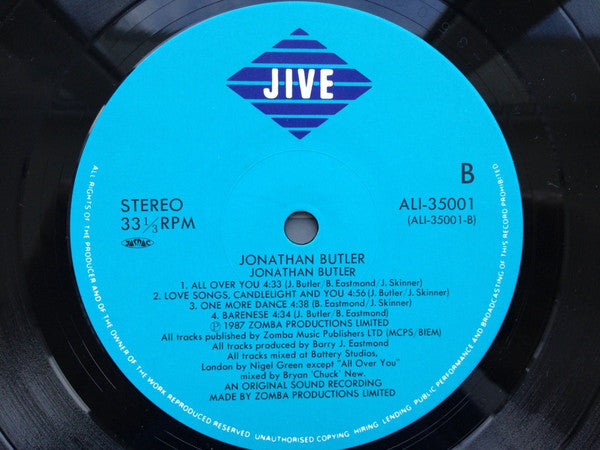 JIVE
B
STEREO
33 1/3 RPM
ALI-35001
(ALI-35001-B)
JASRAC
JONATHAN BUTLER
JONATHAN BUTLER
1. ALL OVER YOU 4:33 (J. Butler/B. Eastmond/J. Skinner)
2. LOVE SONGS, CANDLELIGHT AND YOU 4:56 (J. Butler/J. Skinner)
3. ONE MORE DANCE 4:38 (B. Eastmond/J. Skinner)
4. BARENESE 4:34 (J. Butler/B. Eastmond)
Ⓟ 1987 ZOMBA PRODUCTIONS LIMITED
All tracks published by Zomba Music Publishers LTD (MCPS/BIEM)
All tracks produced by Barry J. Eastmond
All tracks mixed at Battery Studios,
London by Nigel Green except "All Over You"
mixed by Bryan 'Chuck' New.
AN ORIGINAL SOUND RECORDING
MADE BY ZOMBA PRODUCTIONS LIMITED
ALL RIGHTS OF THE PRODUCER AND OF THE OWNER OF THE WORK REPRODUCED RESERVED. UNAUTHORISED COPYING, HIRING, LENDING, PUBLIC PERFORMANCE AND BROADCASTING OF THIS RECORD PROHIBITED